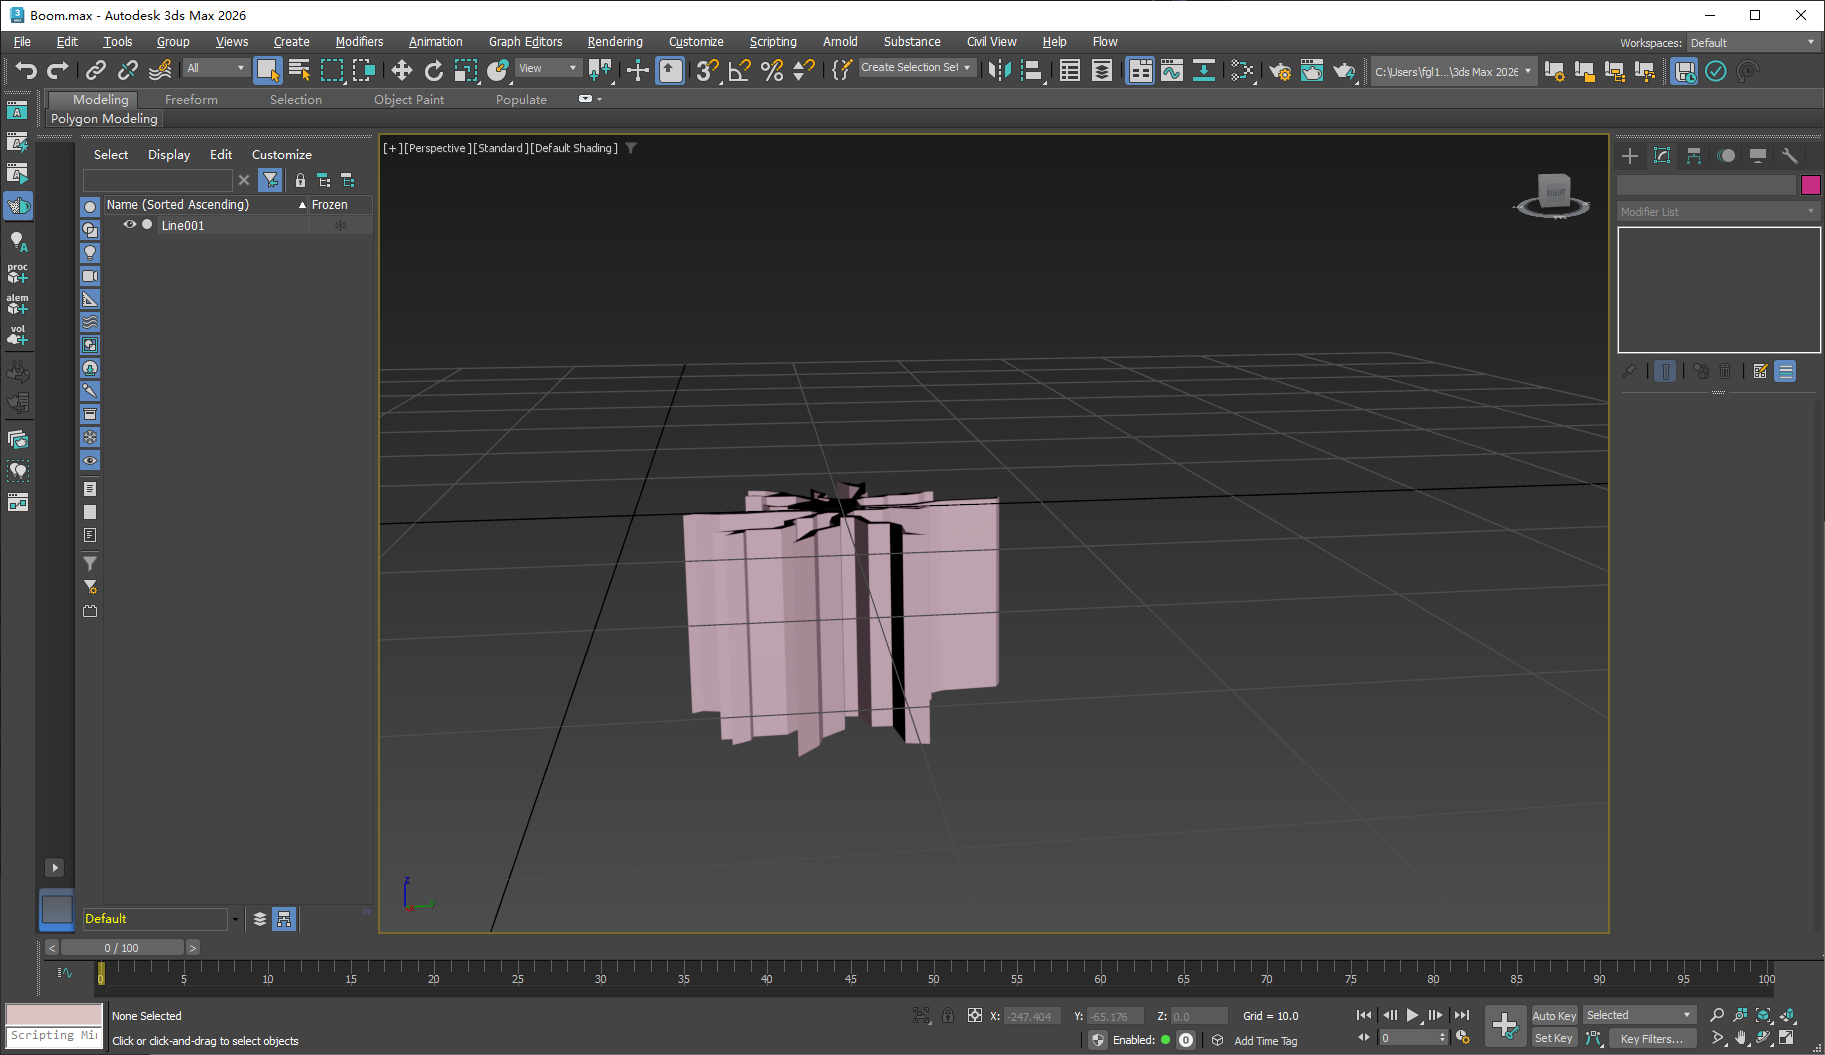 Boom.max - Autodesk 3ds Max 2026
File Edit Tools Group Views Create Modifiers Animation Graph Editors Rendering Customize Scripting Arnold Substance Civil View Help Flow
Workspaces: Default
All
View
Create Selection Set
C:\Users\fgl1...\3ds Max 2026
Modeling Freeform Selection Object Paint Populate
Polygon Modeling
Select Display Edit Customize
[+][Perspective][Standard][Default Shading]
RIGHT
Name (Sorted Ascending) Frozen
Line001
Modifier List
proc
alem
vol
z
y
Default
0 / 100
0 5 10 15 20 25 30 35 40 45 50 55 60 65 70 75 80 85 90 95 100
None Selected
X: -247.404 Y: -65.176 Z: 0.0 Grid = 10.0
Auto Key Selected
Scripting Mi
Click or click-and-drag to select objects
Enabled: 0 Add Time Tag
0
Set Key Key Filters...